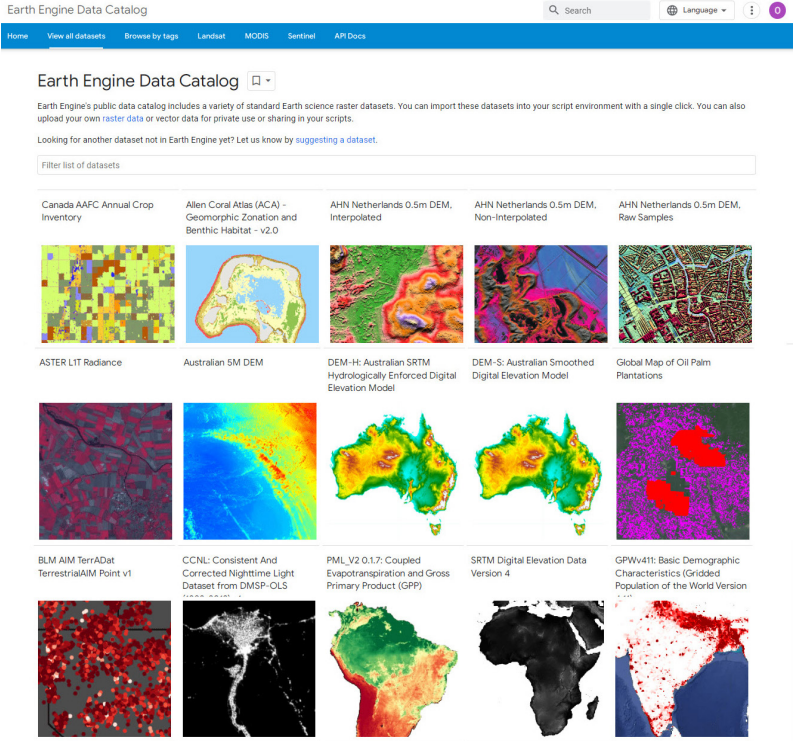 Earth Engine Data Catalog
Search
Language
O
Home View all datasets Browse by tags Landsat MODIS Sentinel API Docs
Earth Engine Data Catalog
Earth Engine's public data catalog includes a variety of standard Earth science raster datasets. You can import these datasets into your script environment with a single click. You can also
upload your own raster data or vector data for private use or sharing in your scripts.
Looking for another dataset not in Earth Engine yet? Let us know by suggesting a dataset.
Filter list of datasets
Canada AAFC Annual Crop
Inventory
Allen Coral Atlas (ACA) -
Geomorphic Zonation and
Benthic Habitat - v2.0
AHN Netherlands 0.5m DEM,
Interpolated
AHN Netherlands 0.5m DEM,
Non-Interpolated
AHN Netherlands 0.5m DEM,
Raw Samples
ASTER L1T Radiance
Australian 5M DEM
DEM-H: Australian SRTM
Hydrologically Enforced Digital
Elevation Model
DEM-S: Australian Smoothed
Digital Elevation Model
Global Map of Oil Palm
Plantations
BLM AIM TerrADat
TerrestrialAIM Point v1
CCNL: Consistent And
Corrected Nighttime Light
Dataset from DMSP-OLS
PML_V2 0.1.7: Coupled
Evapotranspiration and Gross
Primary Product (GPP)
SRTM Digital Elevation Data
Version 4
GPWv411: Basic Demographic
Characteristics (Gridded
Population of the World Version